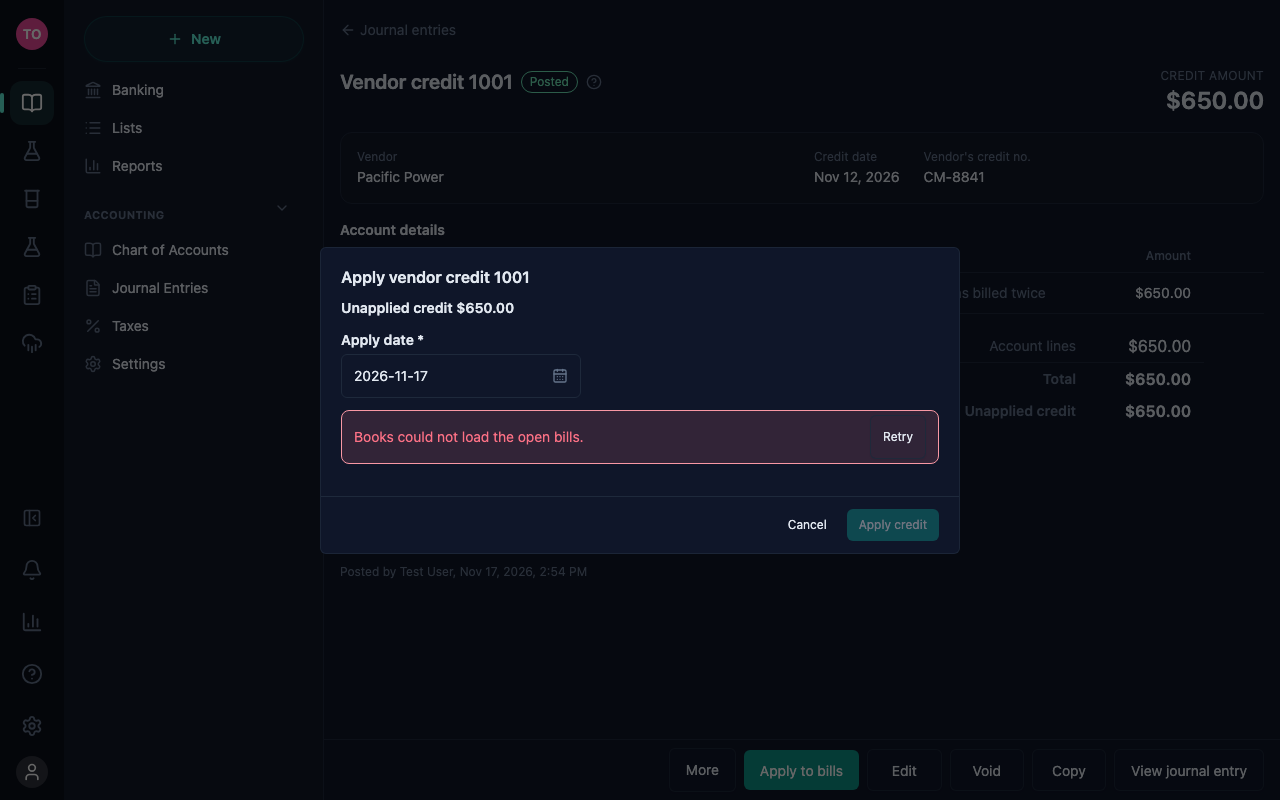 TO
New
Banking
Lists
Reports
ACCOUNTING
Chart of Accounts
Journal Entries
Taxes
Settings
Journal entries
Vendor credit 1001 Posted
CREDIT AMOUNT
$650.00
Vendor
Pacific Power
Credit date
Nov 12, 2026
Vendor's credit no.
CM-8841
Account details
Amount
billed twice $650.00
Account lines $650.00
Total $650.00
Unapplied credit $650.00
Apply vendor credit 1001
Unapplied credit $650.00
Apply date *
2026-11-17
Books could not load the open bills. Retry
Cancel Apply credit
Posted by Test User, Nov 17, 2026, 2:54 PM
More Apply to bills Edit Void Copy View journal entry